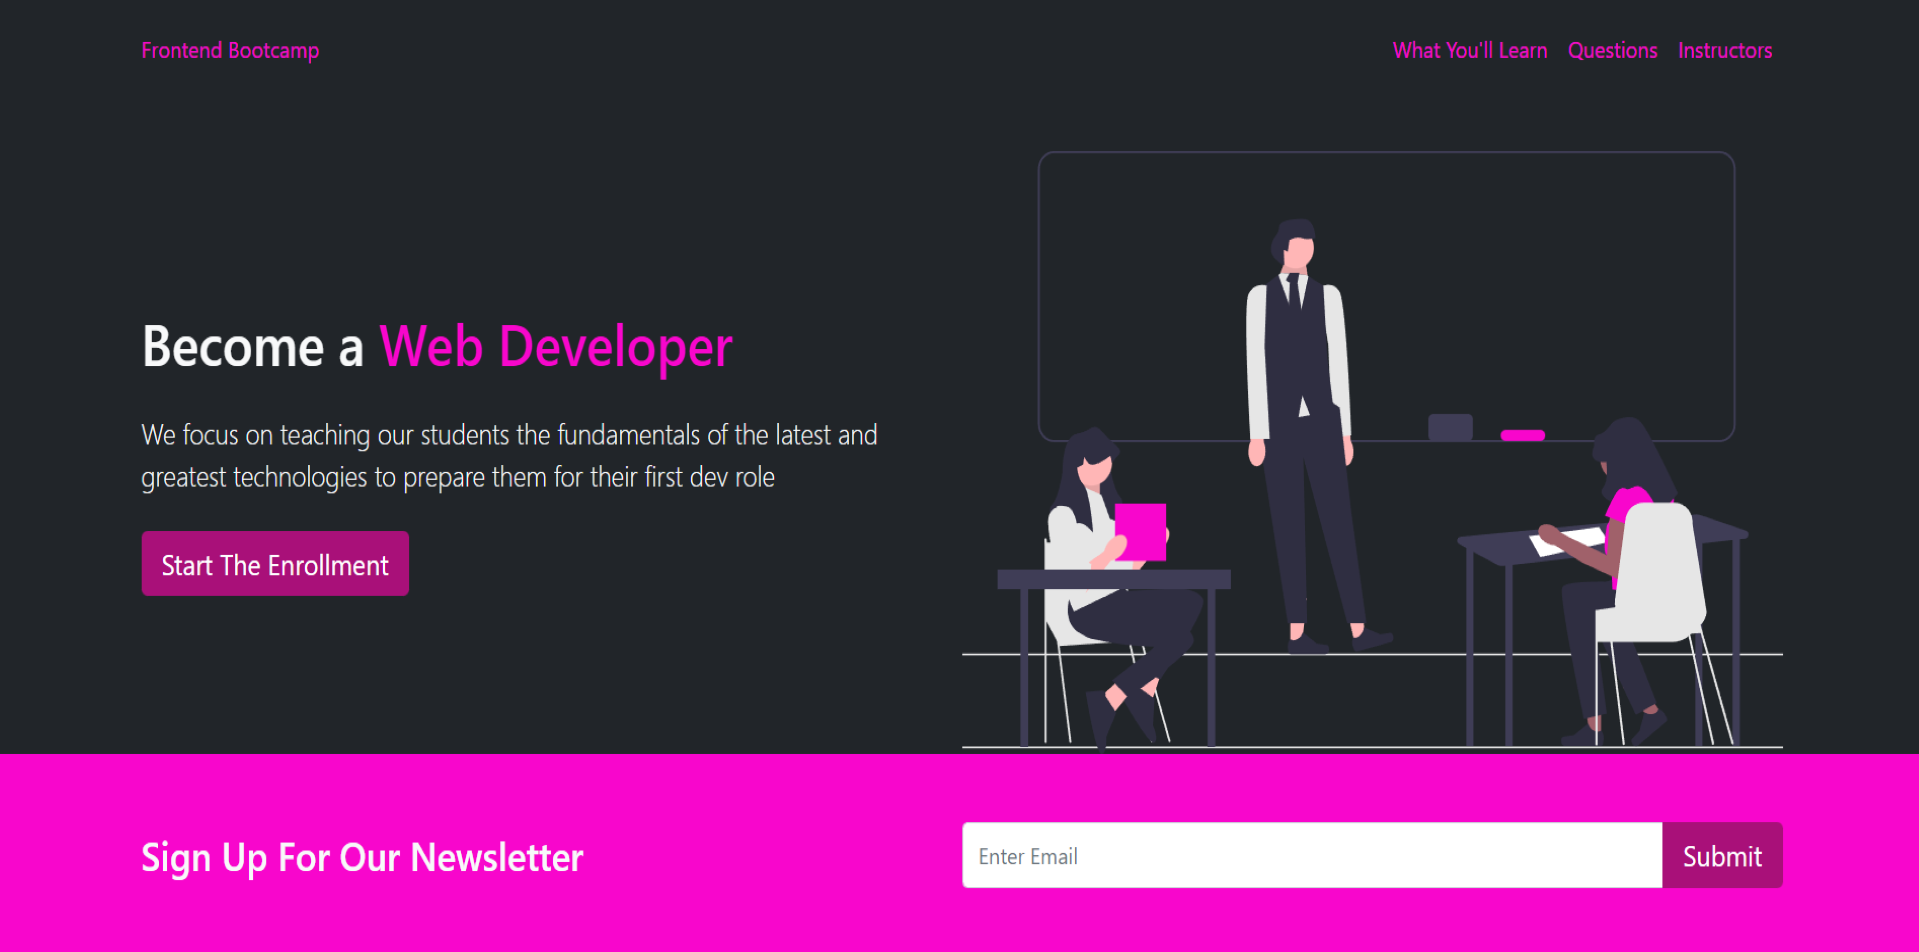 Frontend Bootcamp
What You'll Learn Questions Instructors
Become a Web Developer
We focus on teaching our students the fundamentals of the latest and
greatest technologies to prepare them for their first dev role
Start The Enrollment
Sign Up For Our Newsletter
Enter Email
Submit